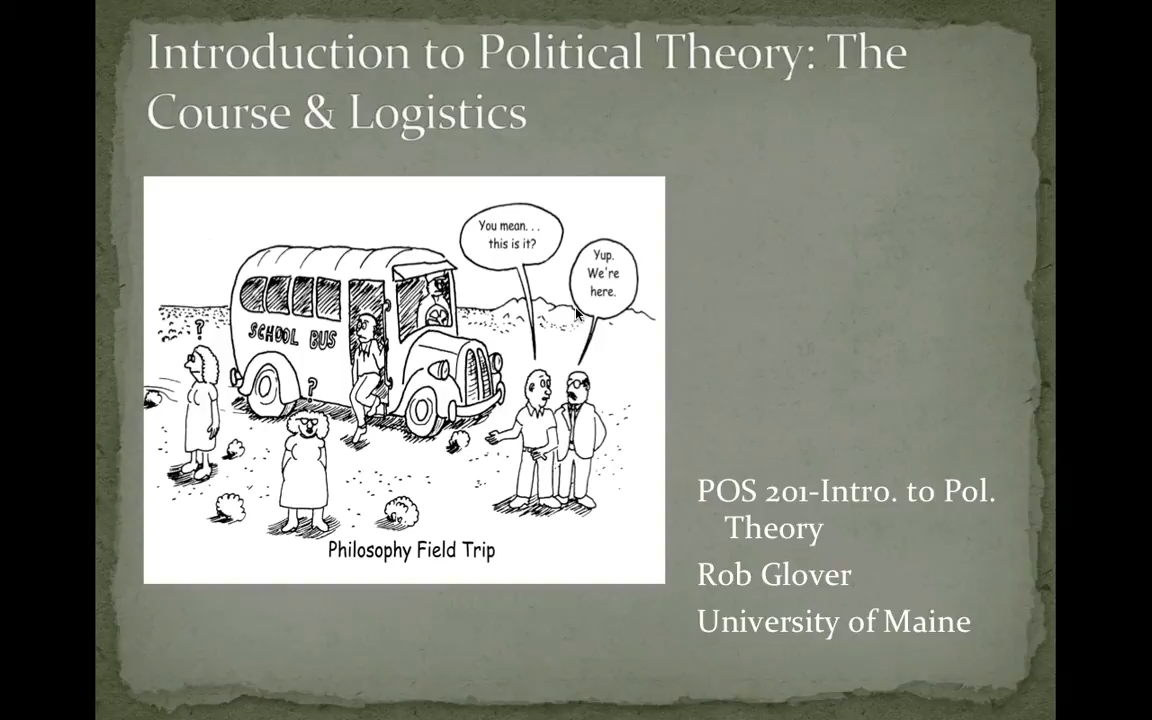 Introduction to Political Theory: The
Course & Logistics
You mean. . .
this is it?
Yup.
We're
here.
SCHOOL BUS
?
?
Philosophy Field Trip
POS 201-Intro. to Pol.
Theory
Rob Glover
University of Maine